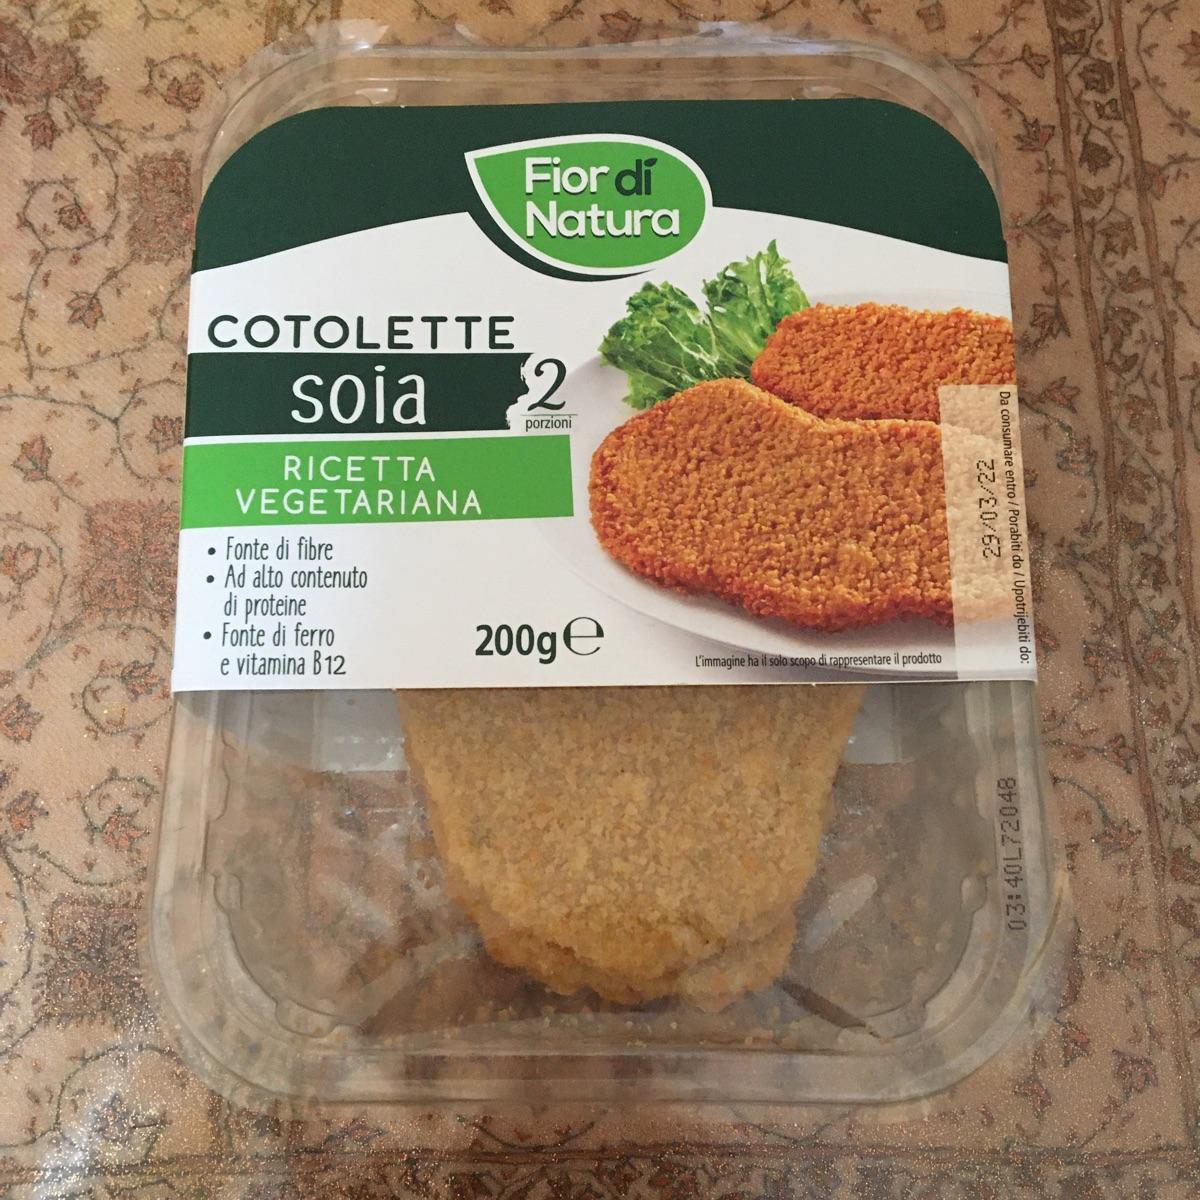 Fior di
Natura
COTOLETTE
soia
2
porzioni
RICETTA
VEGETARIANA
• Fonte di fibre
• Ad alto contenuto
di proteine
• Fonte di ferro
e vitamina B12
200g ℮
L'immagine ha il solo scopo di rappresentare il prodotto
Da consumare entro / Porabiti do / Upotrijebiti do:
29/03/22
03:40L72048